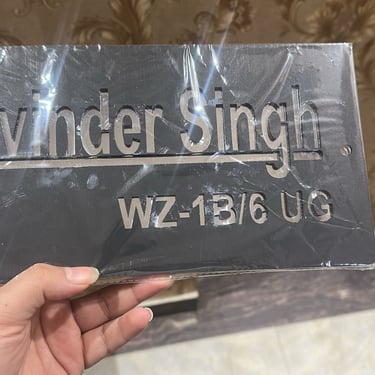 vinder Singh
WZ-1B/6 UG